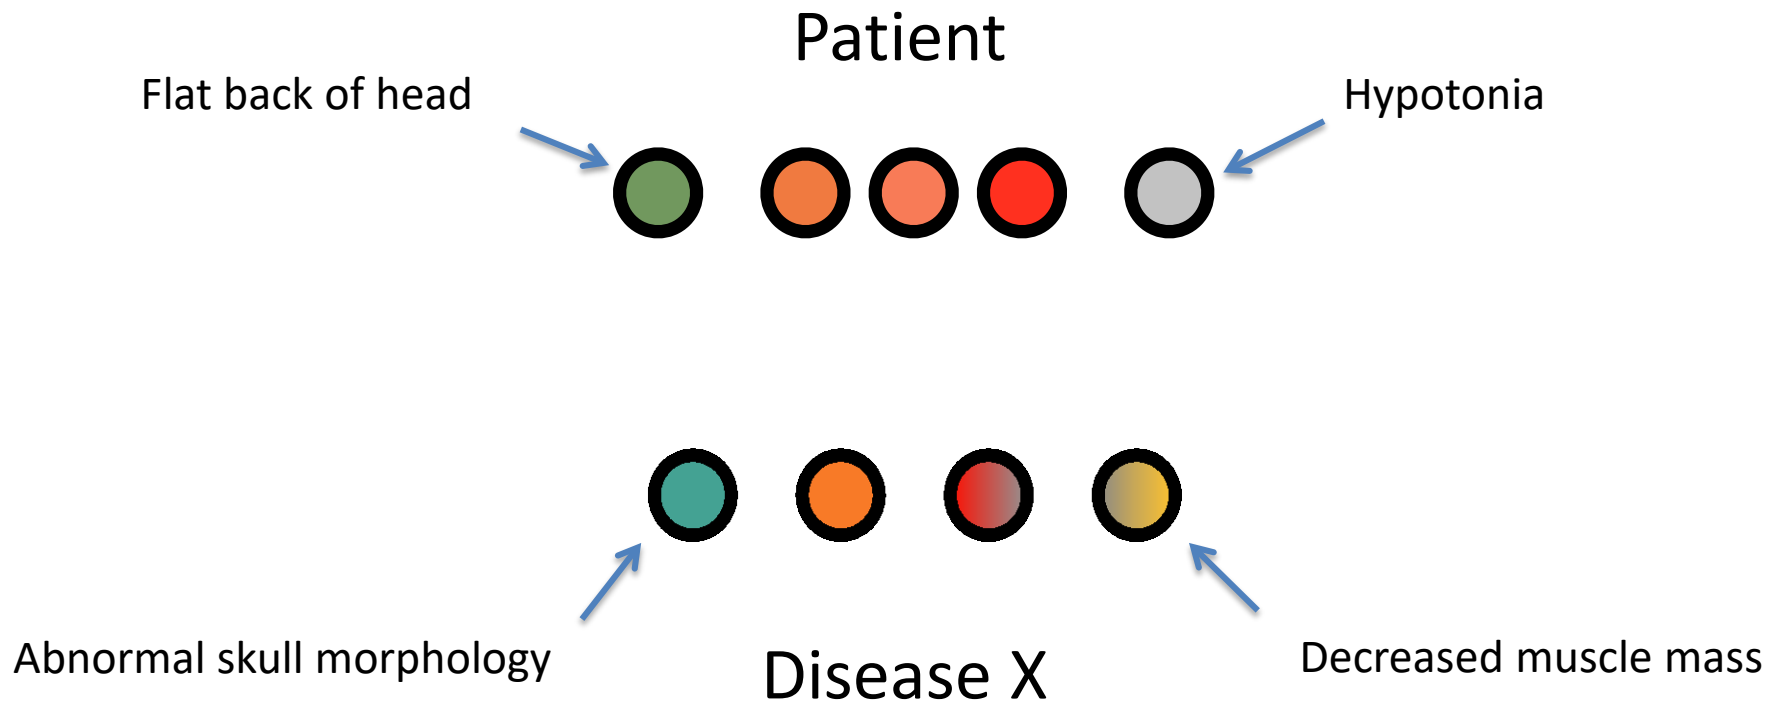 Patient
Flat back of head
Hypotonia
Abnormal skull morphology
Disease X
Decreased muscle mass